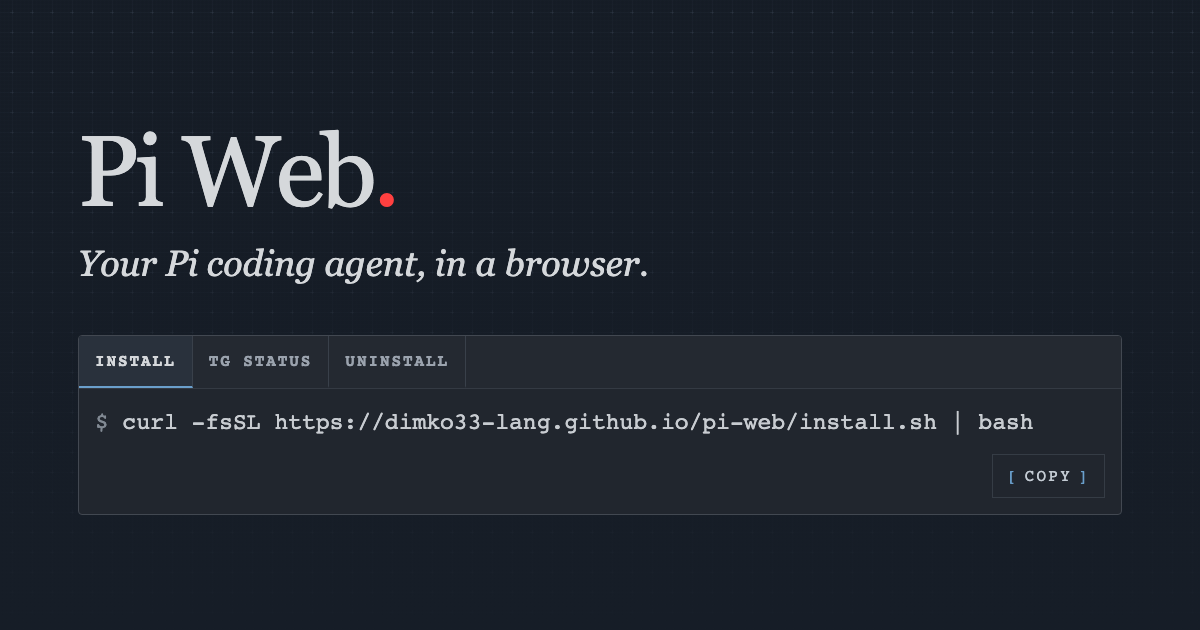 Pi Web.
Your Pi coding agent, in a browser.
INSTALL TG STATUS UNINSTALL
$ curl -fsSL https://dimko33-lang.github.io/pi-web/install.sh | bash
[ COPY ]